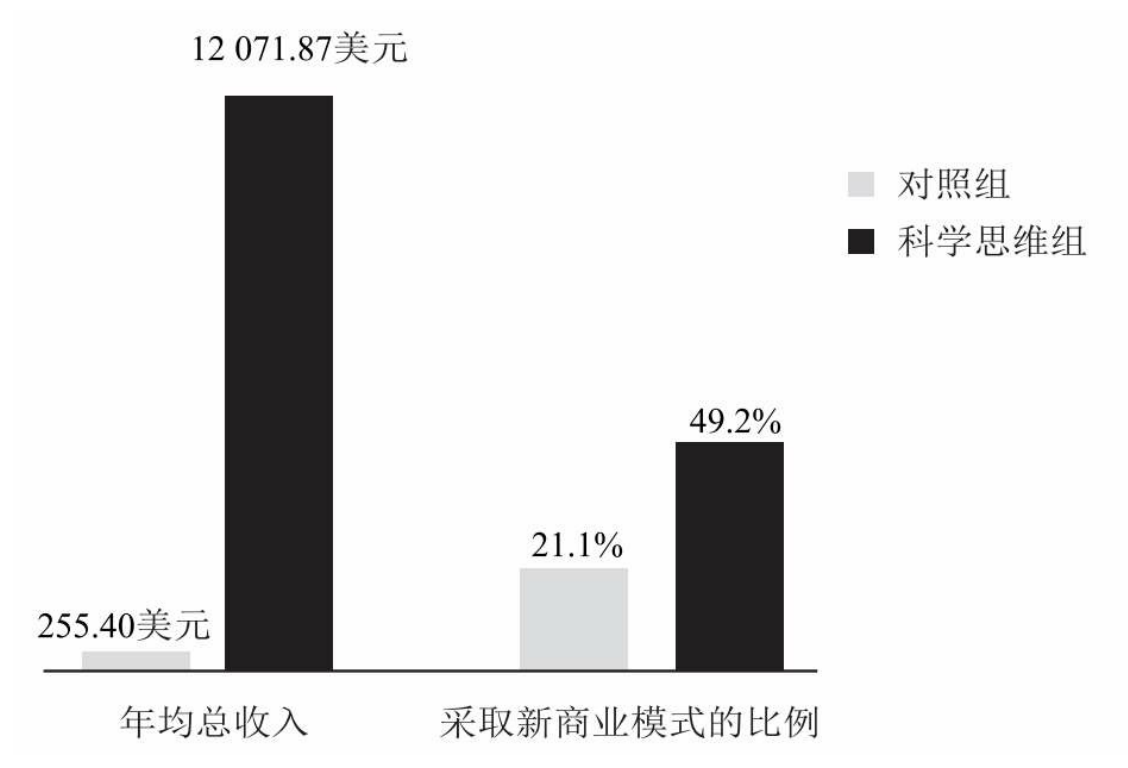 12 071.87美元
对照组
科学思维组
49.2%
21.1%
255.40美元
年均总收入
采取新商业模式的比例